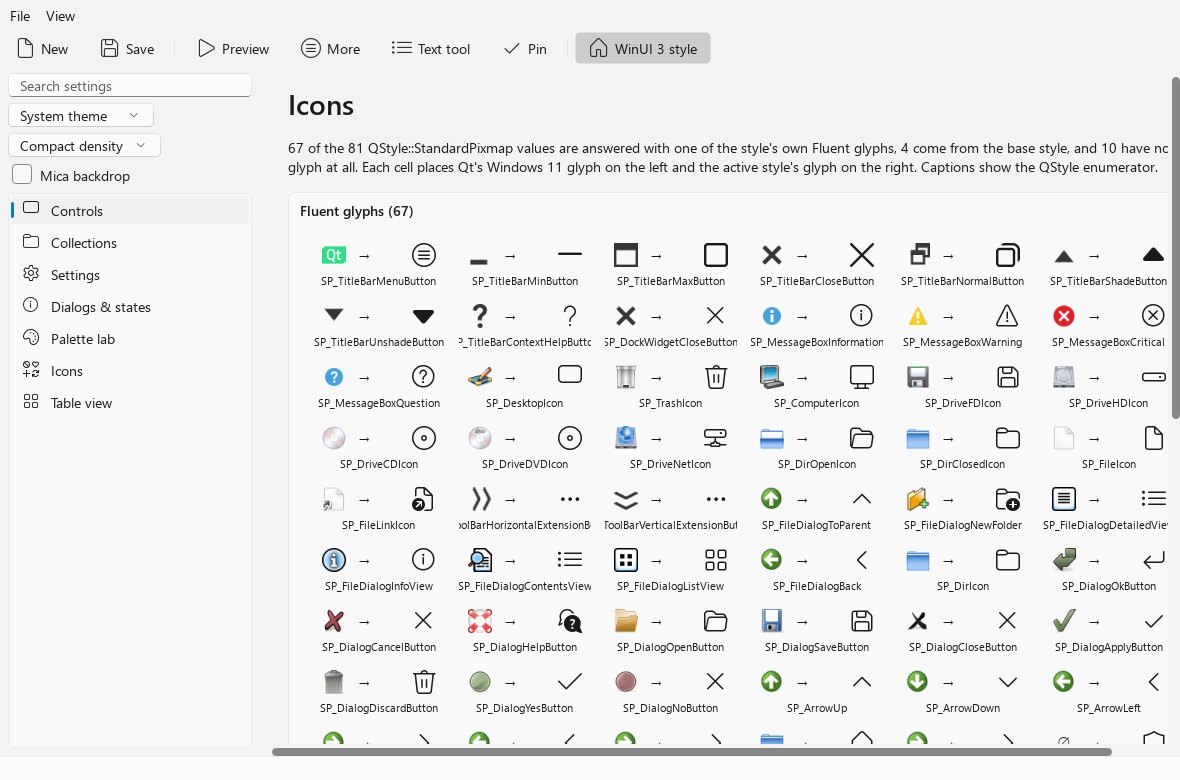 File View
New Save Preview More Text tool Pin WinUI 3 style
Search settings
System theme
Compact density
Mica backdrop
Controls
Collections
Settings
Dialogs & states
Palette lab
Icons
Table view
Icons
67 of the 81 QStyle::StandardPixmap values are answered with one of the style's own Fluent glyphs, 4 come from the base style, and 10 have no
glyph at all. Each cell places Qt's Windows 11 glyph on the left and the active style's glyph on the right. Captions show the QStyle enumerator.
Fluent glyphs (67)
SP_TitleBarMenuButton SP_TitleBarMinButton SP_TitleBarMaxButton SP_TitleBarCloseButton SP_TitleBarNormalButton SP_TitleBarShadeButton
SP_TitleBarUnshadeButton P_TitleBarContextHelpButto SP_DockWidgetCloseButton SP_MessageBoxInformation SP_MessageBoxWarning SP_MessageBoxCritical
SP_MessageBoxQuestion SP_DesktopIcon SP_TrashIcon SP_ComputerIcon SP_DriveFDIcon SP_DriveHDIcon
SP_DriveCDIcon SP_DriveDVDIcon SP_DriveNetIcon SP_DirOpenIcon SP_DirClosedIcon SP_FileIcon
SP_FileLinkIcon oolBarHorizontalExtensionB ToolBarVerticalExtensionBut SP_FileDialogToParent SP_FileDialogNewFolder SP_FileDialogDetailedView
SP_FileDialogInfoView SP_FileDialogContentsView SP_FileDialogListView SP_FileDialogBack SP_DirIcon SP_DialogOkButton
SP_DialogCancelButton SP_DialogHelpButton SP_DialogOpenButton SP_DialogSaveButton SP_DialogCloseButton SP_DialogApplyButton
SP_DialogDiscardButton SP_DialogYesButton SP_DialogNoButton SP_ArrowUp SP_ArrowDown SP_ArrowLeft